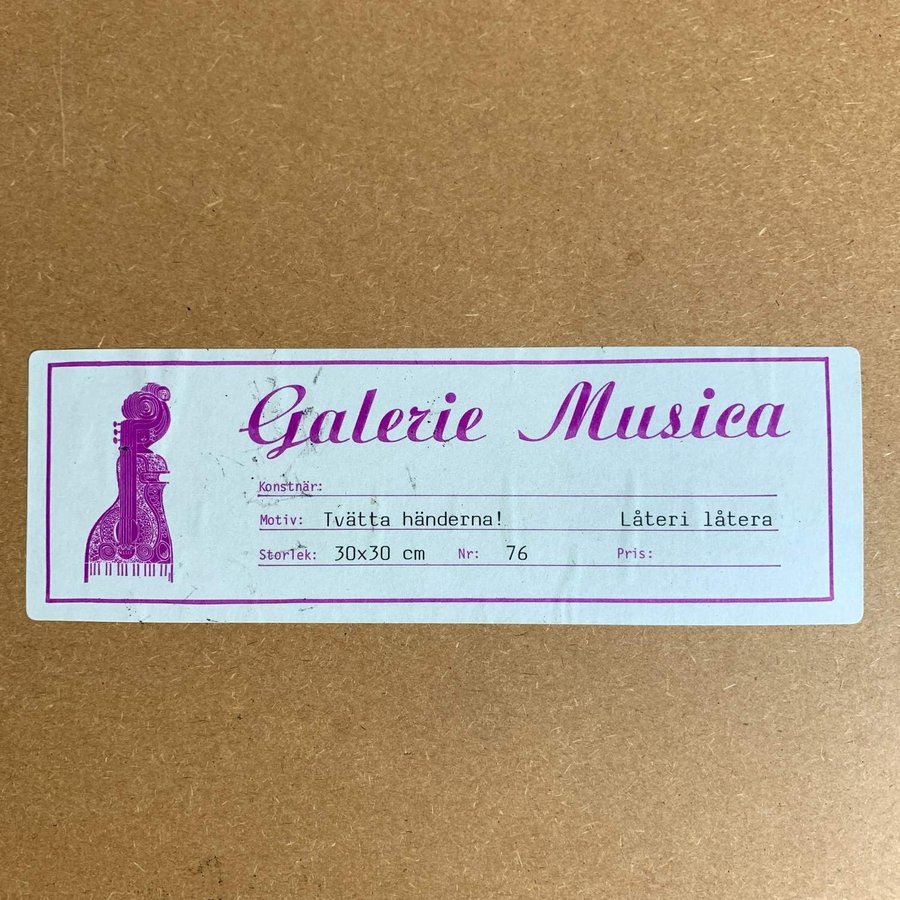 Galerie Musica
Konstnär:
Motiv: Tvätta händerna! Låteri låtera
Storlek: 30x30 cm Nr: 76 Pris: